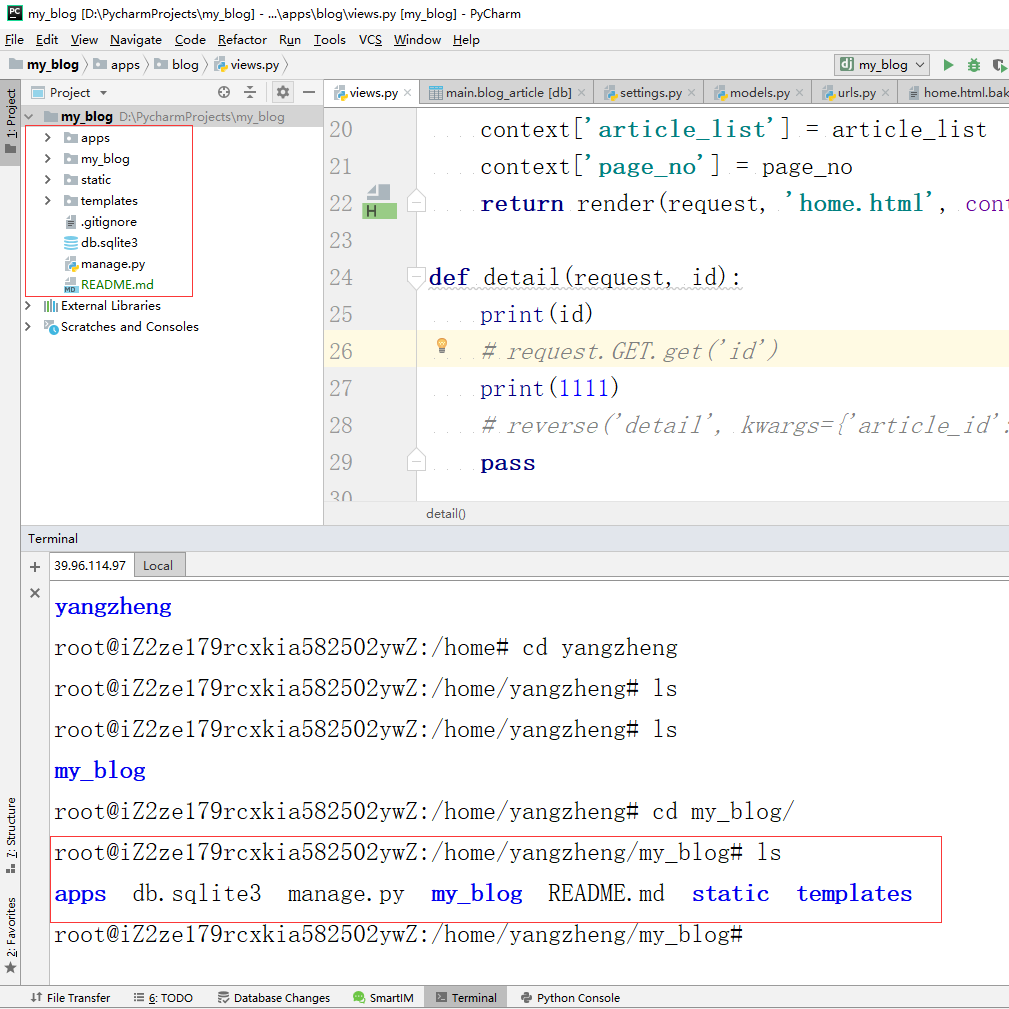 my_blog [D:\PycharmProjects\my_blog] - ...\apps\blog\views.py [my_blog] - PyCharm
File Edit View Navigate Code Refactor Run Tools VCS Window Help
my_blog apps blog views.py my_blog
1: Project
Project
my_blog D:\PycharmProjects\my_blog
apps
my_blog
static
templates
.gitignore
db.sqlite3
manage.py
README.md
External Libraries
Scratches and Consoles
views.py main.blog_article [db] settings.py models.py urls.py home.html.bak
20 context['article_list'] = article_list
21 context['page_no'] = page_no
22 return render(request, 'home.html', cont
23
24 def detail(request, id):
25 print(id)
26 # request.GET.get('id')
27 print(1111)
28 # reverse('detail', kwargs={'article_id':
29 pass
30
detail()
Terminal
39.96.114.97 Local
yangzheng
root@iZ2ze179rcxkia582502ywZ:/home# cd yangzheng
root@iZ2ze179rcxkia582502ywZ:/home/yangzheng# ls
root@iZ2ze179rcxkia582502ywZ:/home/yangzheng# ls
my_blog
root@iZ2ze179rcxkia582502ywZ:/home/yangzheng# cd my_blog/
root@iZ2ze179rcxkia582502ywZ:/home/yangzheng/my_blog# ls
apps db.sqlite3 manage.py my_blog README.md static templates
root@iZ2ze179rcxkia582502ywZ:/home/yangzheng/my_blog#
7: Structure
2: Favorites
File Transfer 6: TODO Database Changes SmartIM Terminal Python Console